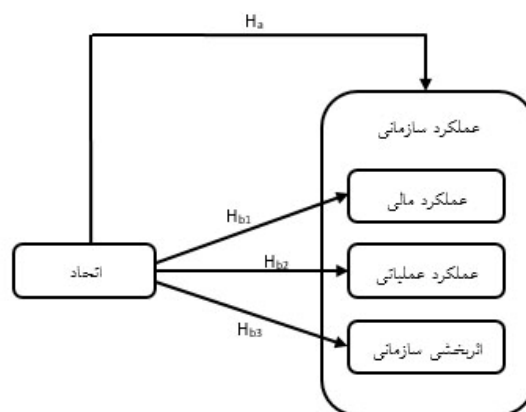 Ha
عملکرد سازمانی
عملکرد مالی
Hb1
اتحاد
Hb2
عملکرد عملیاتی
Hb3
اثربخشی سازمانی